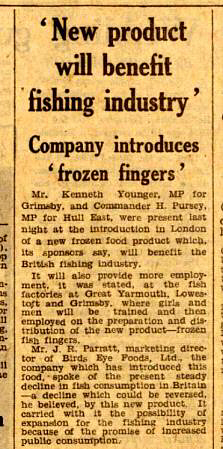 ‘New product
will benefit
fishing industry’
Company introduces
‘frozen fingers’
Mr. Kenneth Younger, MP for
Grimsby, and Commander H. Pursey,
MP for Hull East, were present last
night at the introduction in London
of a new frozen food product which,
its sponsors say, will benefit the
British fishing industry.
It will also provide more employ-
ment, it was stated, at the fish
factories at Great Yarmouth, Lowes-
toft and Grimsby, where girls and
men will be trained and then
employed on the preparation and dis-
tribution of the new product—frozen
fish fingers.
Mr. J. R. Parratt, marketing director
of Birds Eye Foods, Ltd., the
company which has introduced this
food, spoke of the present steady
decline in fish consumption in Britain
—a decline which could be reversed,
he believed, by this new product. It
carried with it the possibility of
expansion for the fishing industry
because of the promise of increased
public consumption.